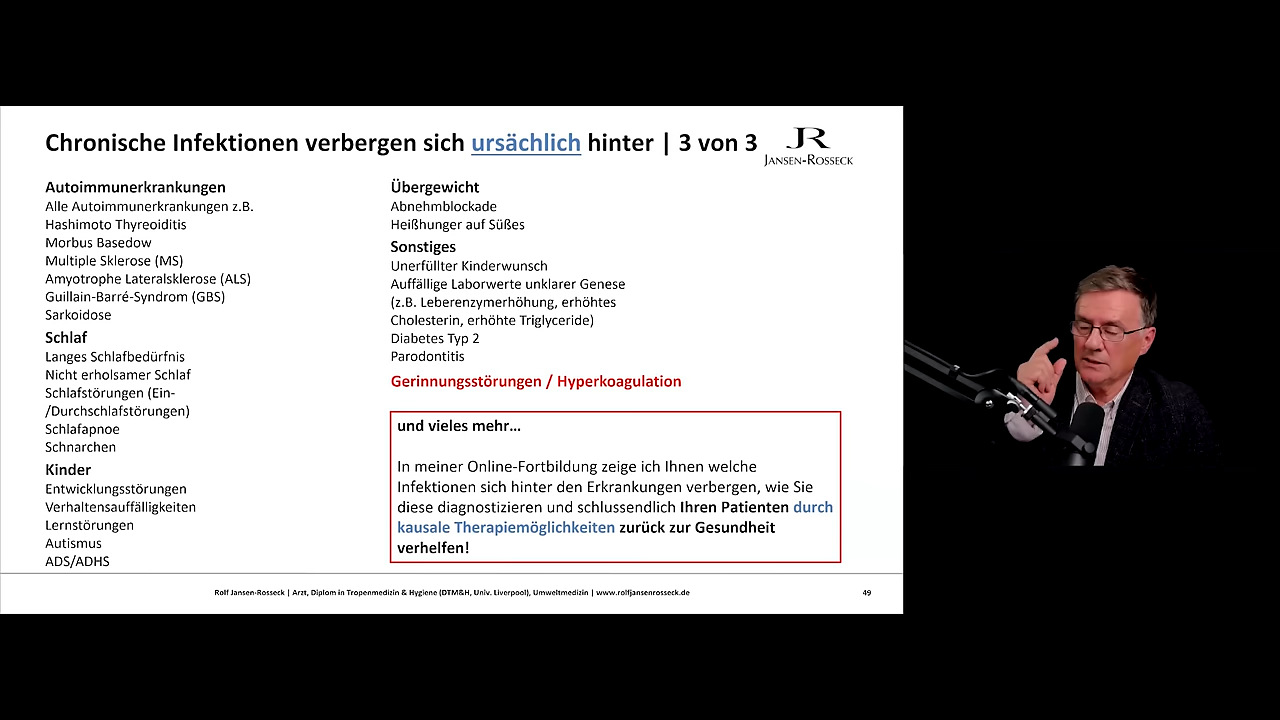 Chronische Infektionen verbergen sich ursächlich hinter | 3 von 3
JR
JANSEN-ROSSECK
Autoimmunerkrankungen
Alle Autoimmunerkrankungen z.B.
Hashimoto Thyreoiditis
Morbus Basedow
Multiple Sklerose (MS)
Amyotrophe Lateralsklerose (ALS)
Guillain-Barré-Syndrom (GBS)
Sarkoidose
Schlaf
Langes Schlafbedürfnis
Nicht erholsamer Schlaf
Schlafstörungen (Ein-
/Durchschlafstörungen)
Schlafapnoe
Schnarchen
Kinder
Entwicklungsstörungen
Verhaltensauffälligkeiten
Lernstörungen
Autismus
ADS/ADHS
Übergewicht
Abnehmblockade
Heißhunger auf Süßes
Sonstiges
Unerfüllter Kinderwunsch
Auffällige Laborwerte unklarer Genese
(z.B. Leberenzymerhöhung, erhöhtes
Cholesterin, erhöhte Triglyceride)
Diabetes Typ 2
Parodontitis
Gerinnungsstörungen / Hyperkoagulation
und vieles mehr...
In meiner Online-Fortbildung zeige ich Ihnen welche
Infektionen sich hinter den Erkrankungen verbergen, wie Sie
diese diagnostizieren und schlussendlich Ihren Patienten durch
kausale Therapiemöglichkeiten zurück zur Gesundheit
verhelfen!
Rolf Jansen-Rosseck | Arzt, Diplom in Tropenmedizin & Hygiene (DTM&H, Univ. Liverpool), Umweltmedizin | www.rolfjansenrosseck.de
49